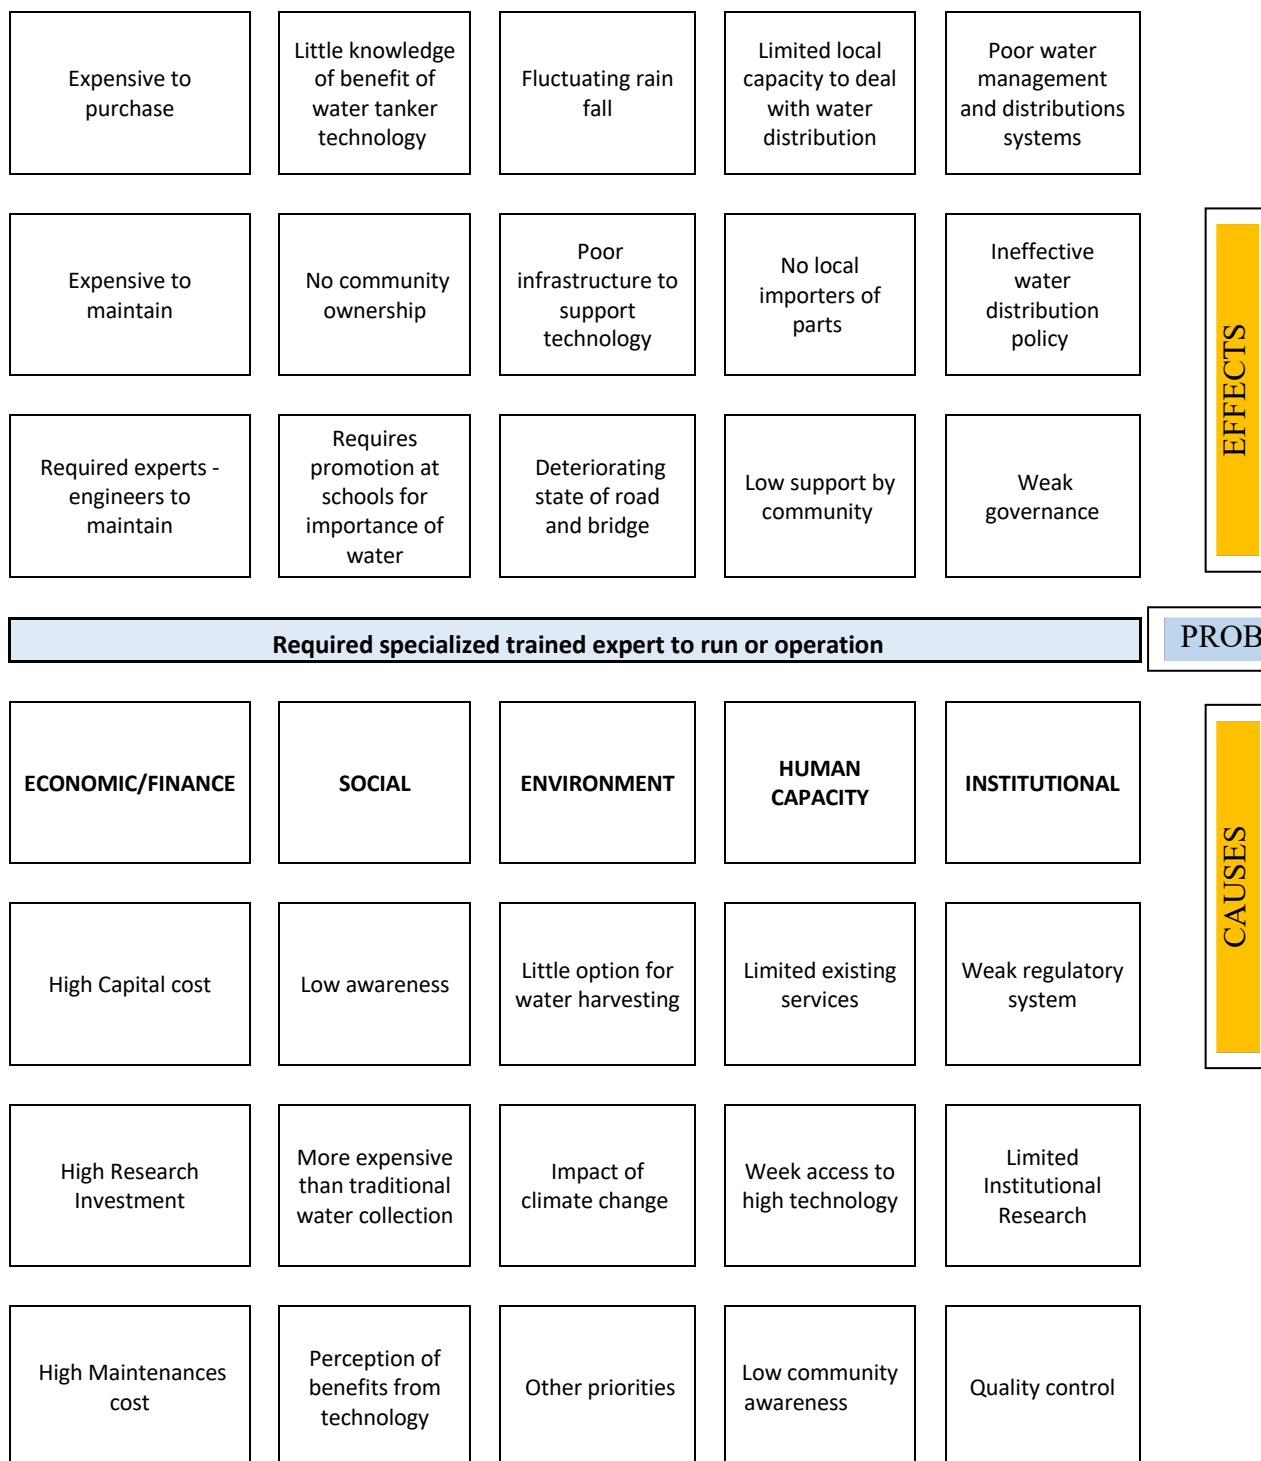 Expensive to
purchase
Little knowledge
of benefit of
water tanker
technology
Fluctuating rain
fall
Limited local
capacity to deal
with water
distribution
Poor water
management
and distributions
systems
Expensive to
maintain
No community
ownership
Poor
infrastructure to
support
technology
No local
importers of
parts
Ineffective
water
distribution
policy
EFFECTS
Required experts -
engineers to
maintain
Requires
promotion at
schools for
importance of
water
Deteriorating
state of road
and bridge
Low support by
community
Weak
governance
Required specialized trained expert to run or operation
PROB
ECONOMIC/FINANCE
SOCIAL
ENVIRONMENT
HUMAN
CAPACITY
INSTITUTIONAL
CAUSES
High Capital cost
Low awareness
Little option for
water harvesting
Limited existing
services
Weak regulatory
system
High Research
Investment
More expensive
than traditional
water collection
Impact of
climate change
Week access to
high technology
Limited
Institutional
Research
High Maintenances
cost
Perception of
benefits from
technology
Other priorities
Low community
awareness
Quality control